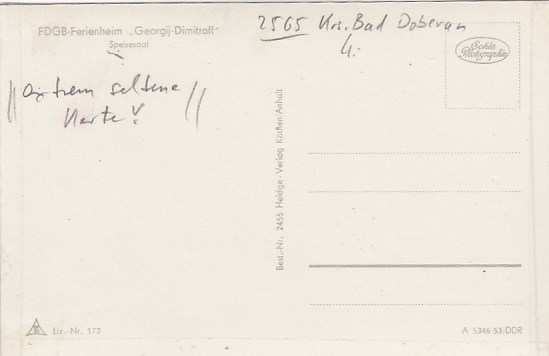 FDGB-Ferienheim „Georgij-Dimitroff"
Speisesaal
2565 Krs. Bad Doberan
4.
Echte
Photographie
extrem seltene
Karte!
Best.-Nr. 2455 Heldge-Verlag Köthen/Anhalt
Liz.-Nr. 172
A 5346 53/DDR